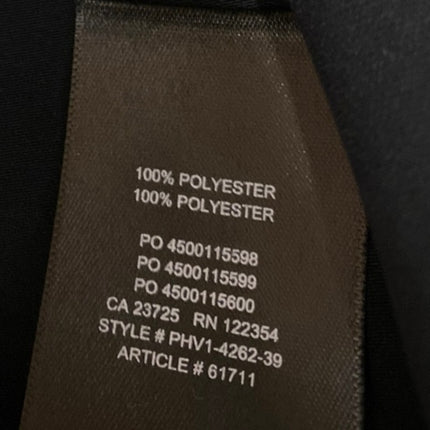 100% POLYESTER
100% POLYESTER
PO 4500115598
PO 4500115599
PO 4500115600
CA 23725 RN 122354
STYLE # PHV1-4262-39
ARTICLE # 61711